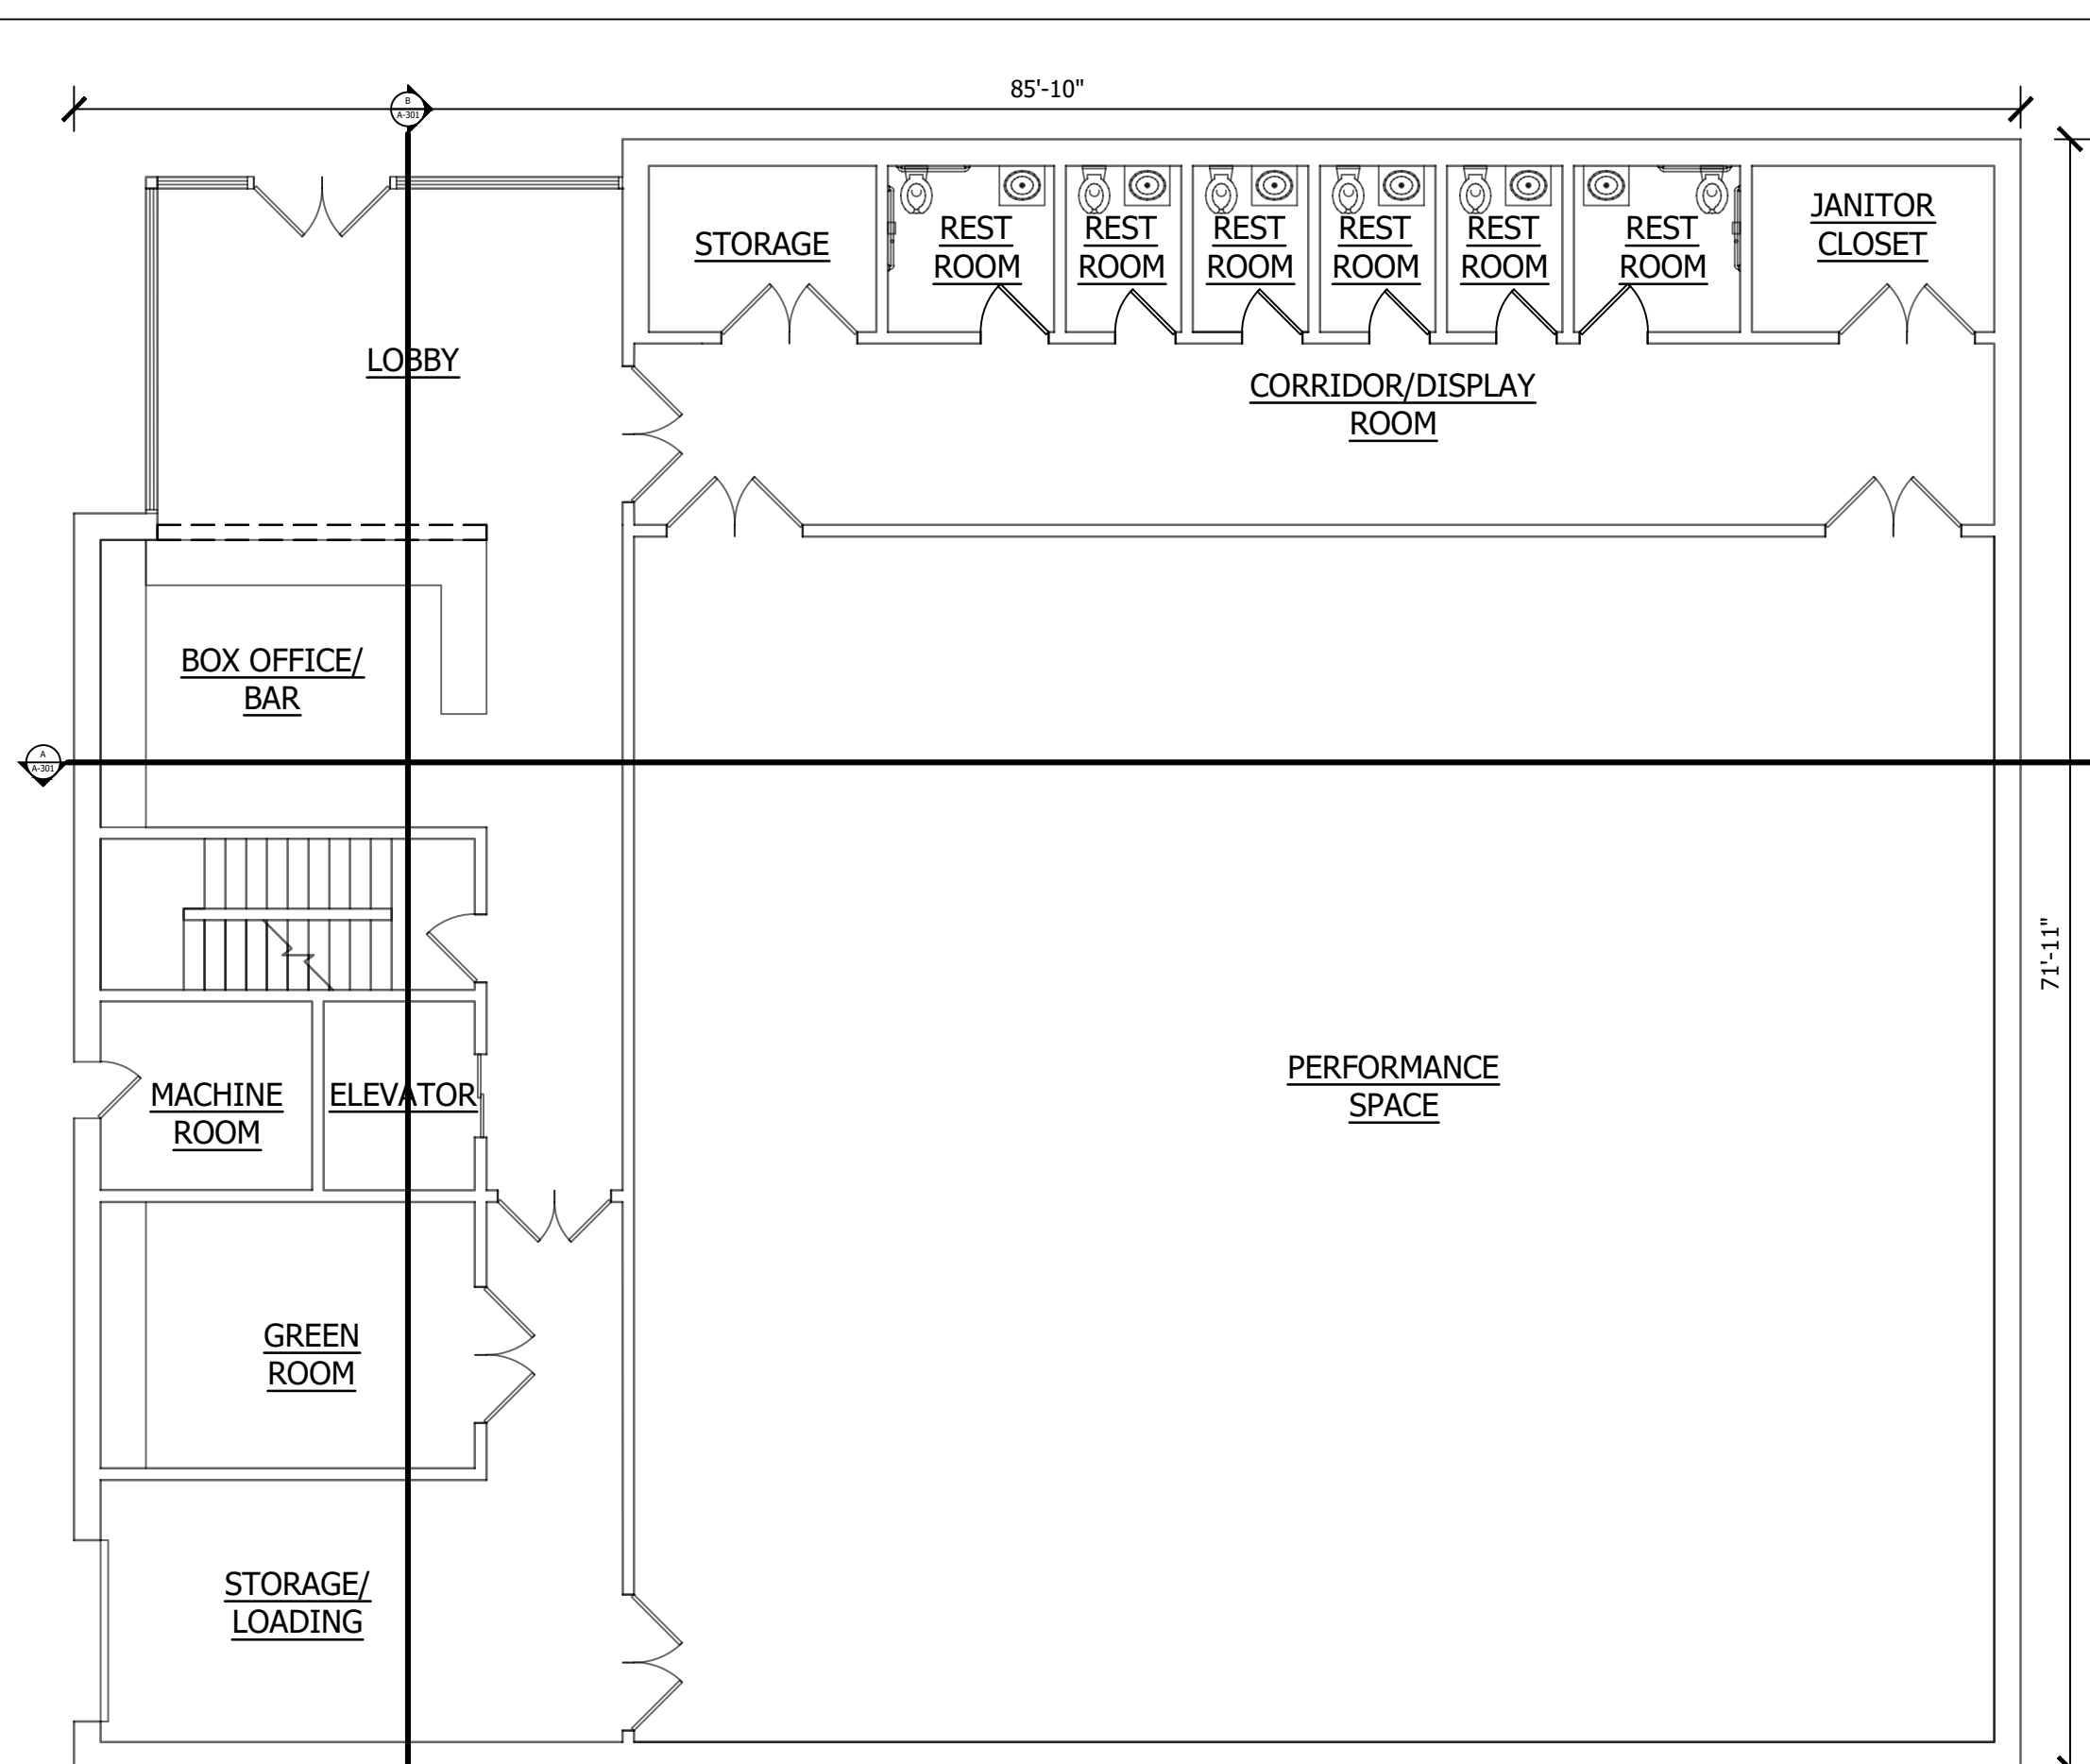 85'-10"
B
A-301
STORAGE
REST
ROOM
REST
ROOM
REST
ROOM
REST
ROOM
REST
ROOM
REST
ROOM
JANITOR
CLOSET
LOBBY
CORRIDOR/DISPLAY
ROOM
BOX OFFICE/
BAR
A
A-301
71'-11"
MACHINE
ROOM
ELEVATOR
PERFORMANCE
SPACE
GREEN
ROOM
STORAGE/
LOADING